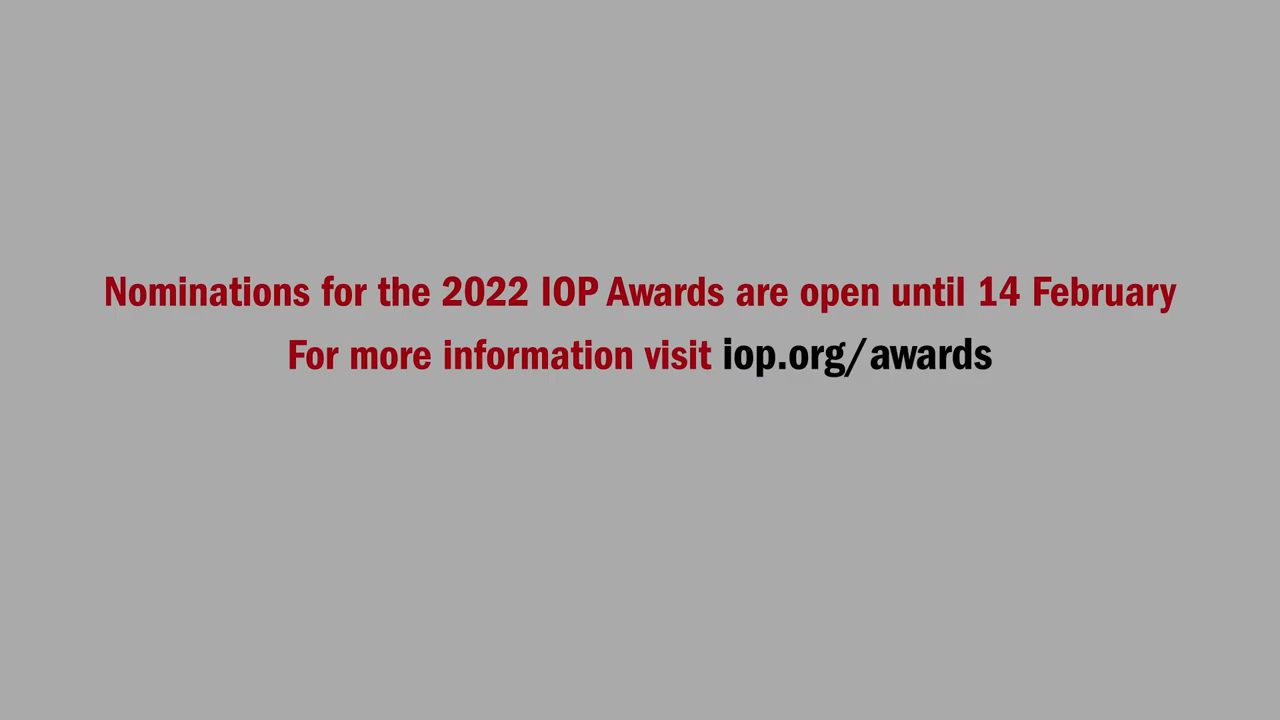 Nominations for the 2022 IOP Awards are open until 14 February
For more information visit iop.org/awards